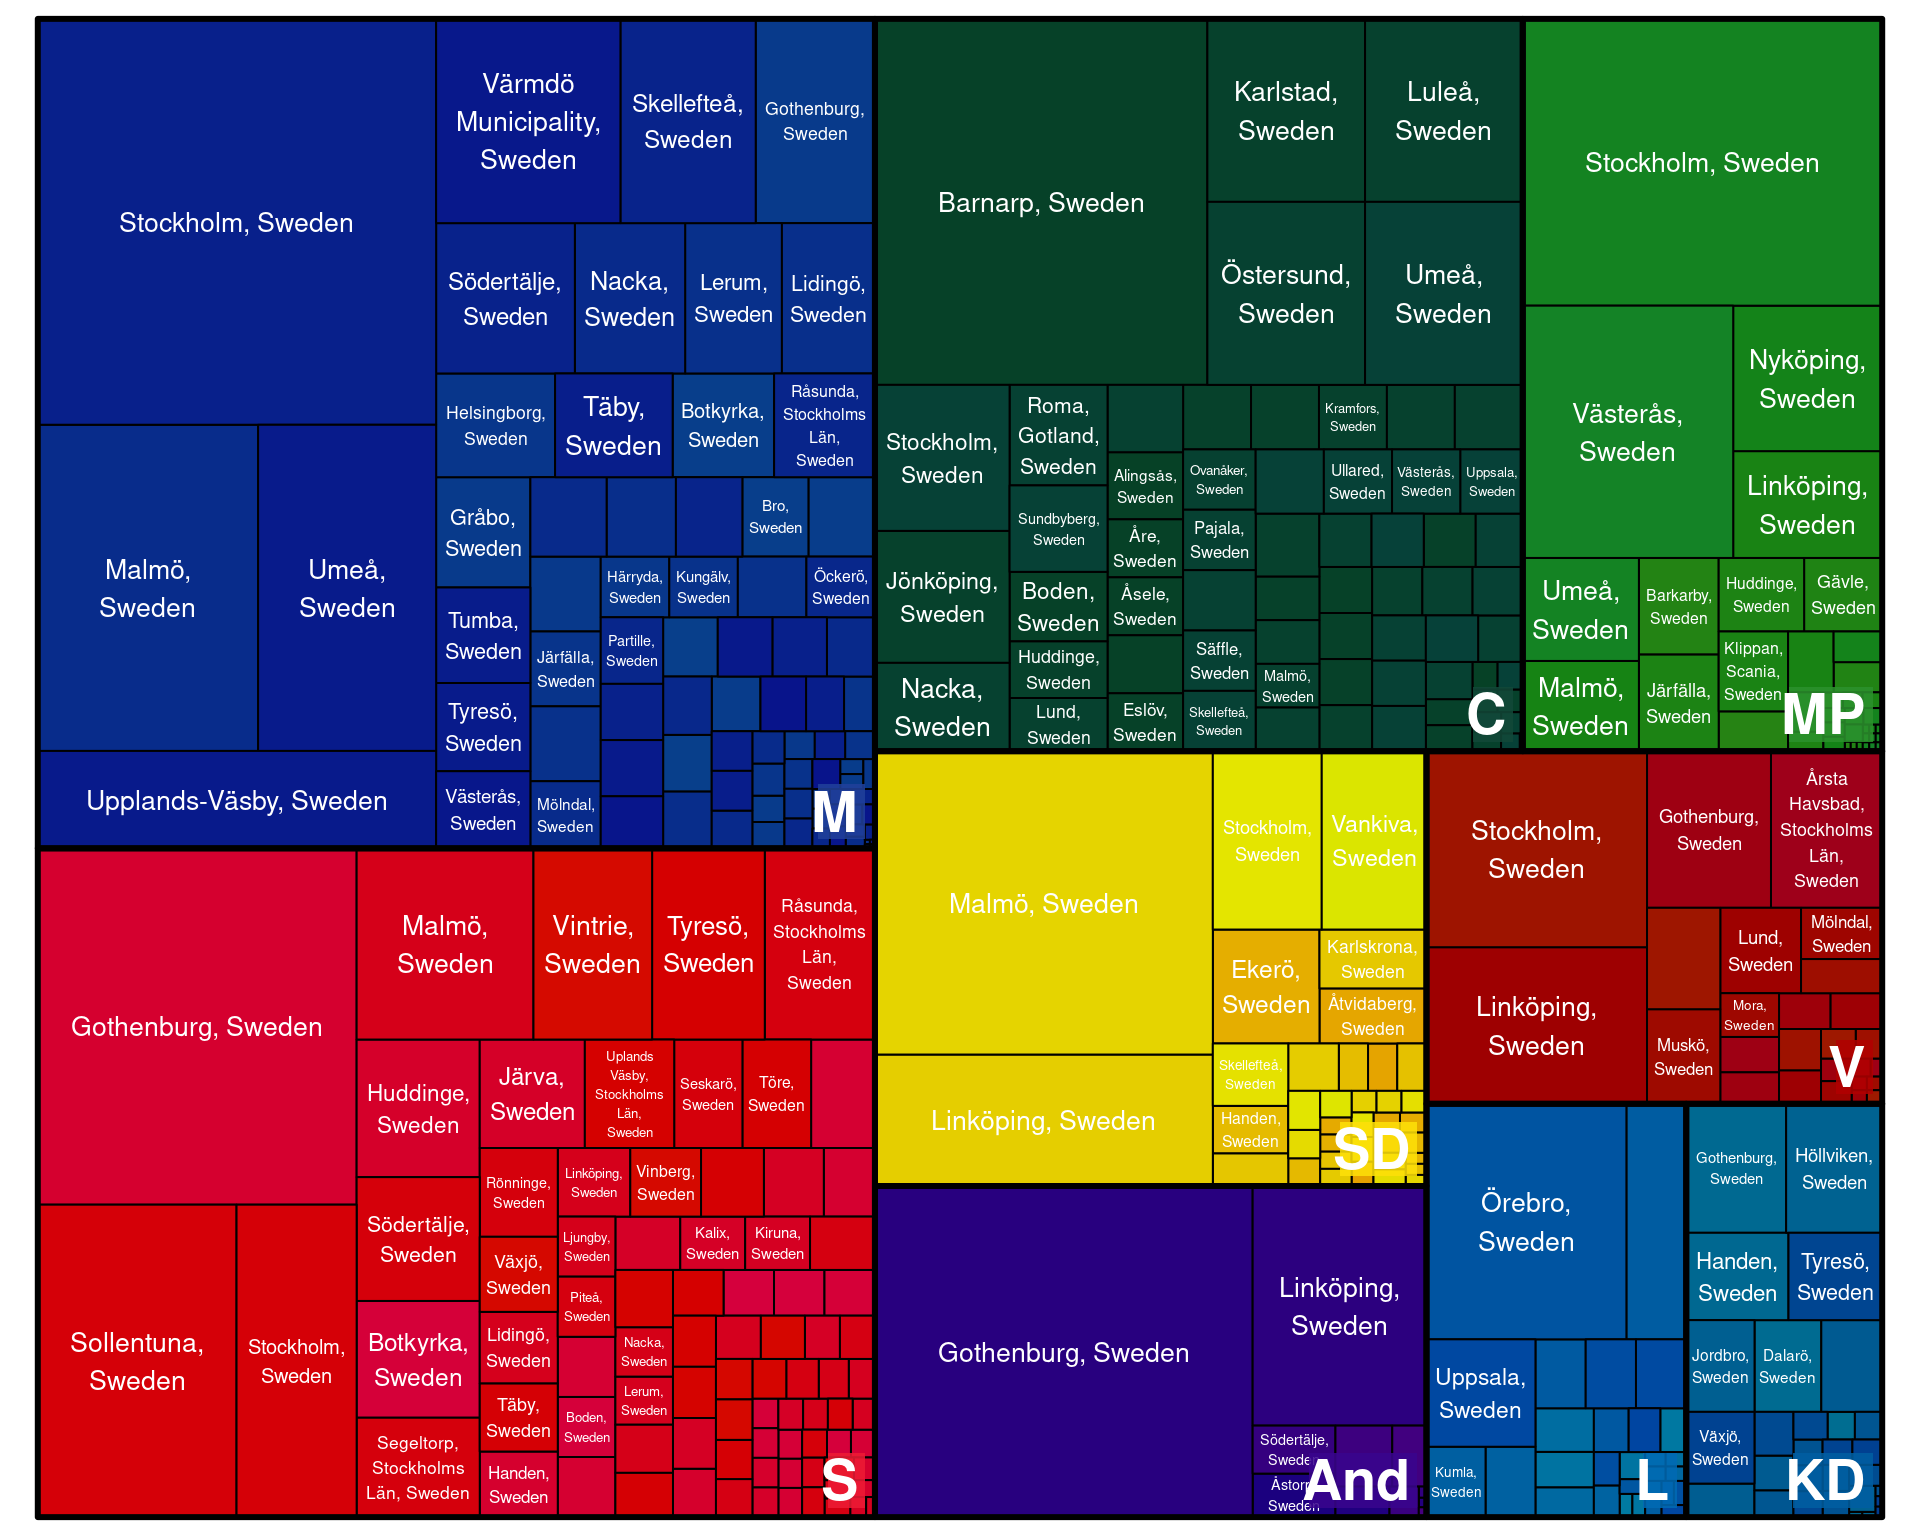 Stockholm, Sweden
Värmdö
Municipality,
Sweden
Skellefteå,
Sweden
Gothenburg,
Sweden
Södertälje,
Sweden
Nacka,
Sweden
Lerum,
Sweden
Lidingö,
Sweden
Helsingborg,
Sweden
Täby,
Sweden
Botkyrka,
Sweden
Råsunda,
Stockholms
Län,
Sweden
Malmö,
Sweden
Umeå,
Sweden
Upplands-Väsby, Sweden
Gråbo,
Sweden
Bro,
Sweden
Tumba,
Sweden
Härryda,
Sweden
Kungälv,
Sweden
Öckerö,
Sweden
Järfälla,
Sweden
Partille,
Sweden
Tyresö,
Sweden
Västerås,
Sweden
Mölndal,
Sweden
M
Barnarp, Sweden
Karlstad,
Sweden
Luleå,
Sweden
Östersund,
Sweden
Umeå,
Sweden
Stockholm,
Sweden
Roma,
Gotland,
Sweden
Kramfors,
Sweden
Alingsås,
Sweden
Ovanåker,
Sweden
Ullared,
Sweden
Västerås,
Sweden
Uppsala,
Sweden
Sundbyberg,
Sweden
Åre,
Sweden
Pajala,
Sweden
Jönköping,
Sweden
Boden,
Sweden
Åsele,
Sweden
Huddinge,
Sweden
Säffle,
Sweden
Malmö,
Sweden
Nacka,
Sweden
Lund,
Sweden
Eslöv,
Sweden
Skellefteå,
Sweden
C
Stockholm, Sweden
Västerås,
Sweden
Nyköping,
Sweden
Linköping,
Sweden
Umeå,
Sweden
Barkarby,
Sweden
Huddinge,
Sweden
Gävle,
Sweden
Malmö,
Sweden
Järfälla,
Sweden
Klippan,
Scania,
Sweden
MP
Gothenburg, Sweden
Malmö,
Sweden
Vintrie,
Sweden
Tyresö,
Sweden
Råsunda,
Stockholms
Län,
Sweden
Huddinge,
Sweden
Järva,
Sweden
Uplands
Väsby,
Stockholms
Län,
Sweden
Seskarö,
Sweden
Töre,
Sweden
Sollentuna,
Sweden
Stockholm,
Sweden
Södertälje,
Sweden
Rönninge,
Sweden
Linköping,
Sweden
Vinberg,
Sweden
Växjö,
Sweden
Ljungby,
Sweden
Kalix,
Sweden
Kiruna,
Sweden
Piteå,
Sweden
Botkyrka,
Sweden
Lidingö,
Sweden
Nacka,
Sweden
Täby,
Sweden
Boden,
Sweden
Lerum,
Sweden
Segeltorp,
Stockholms
Län, Sweden
Handen,
Sweden
S
Malmö, Sweden
Stockholm,
Sweden
Vankiva,
Sweden
Ekerö,
Sweden
Karlskrona,
Sweden
Åtvidaberg,
Sweden
Linköping, Sweden
Skellefteå,
Sweden
Handen,
Sweden
SD
Stockholm,
Sweden
Gothenburg,
Sweden
Årsta
Havsbad,
Stockholms
Län,
Sweden
Linköping,
Sweden
Lund,
Sweden
Mölndal,
Sweden
Mora,
Sweden
Muskö,
Sweden
V
Gothenburg, Sweden
Linköping,
Sweden
Södertälje,
Sweden
Åstorp,
Sweden
And
Örebro,
Sweden
Uppsala,
Sweden
Kumla,
Sweden
L
Gothenburg,
Sweden
Höllviken,
Sweden
Handen,
Sweden
Tyresö,
Sweden
Jordbro,
Sweden
Dalarö,
Sweden
Växjö,
Sweden
KD